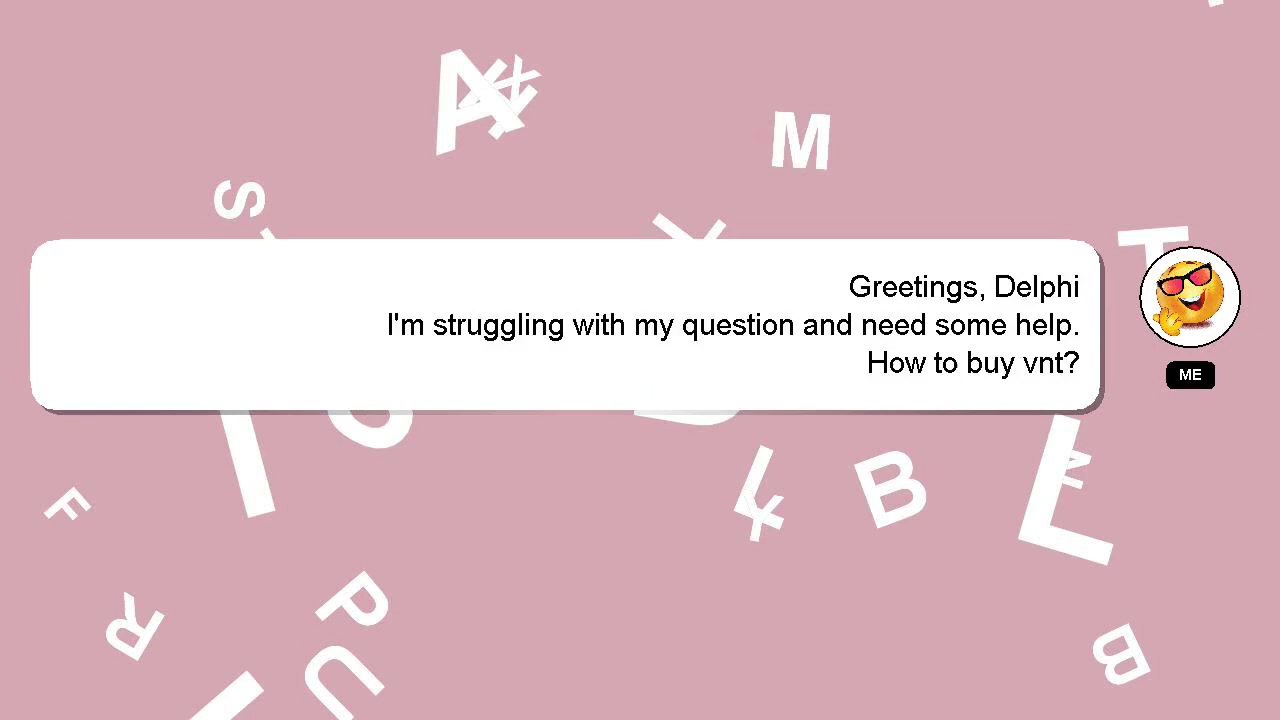 A
M
S
T
Greetings, Delphi
I'm struggling with my question and need some help.
How to buy vnt?
ME
L
B
F
P
R
U
B